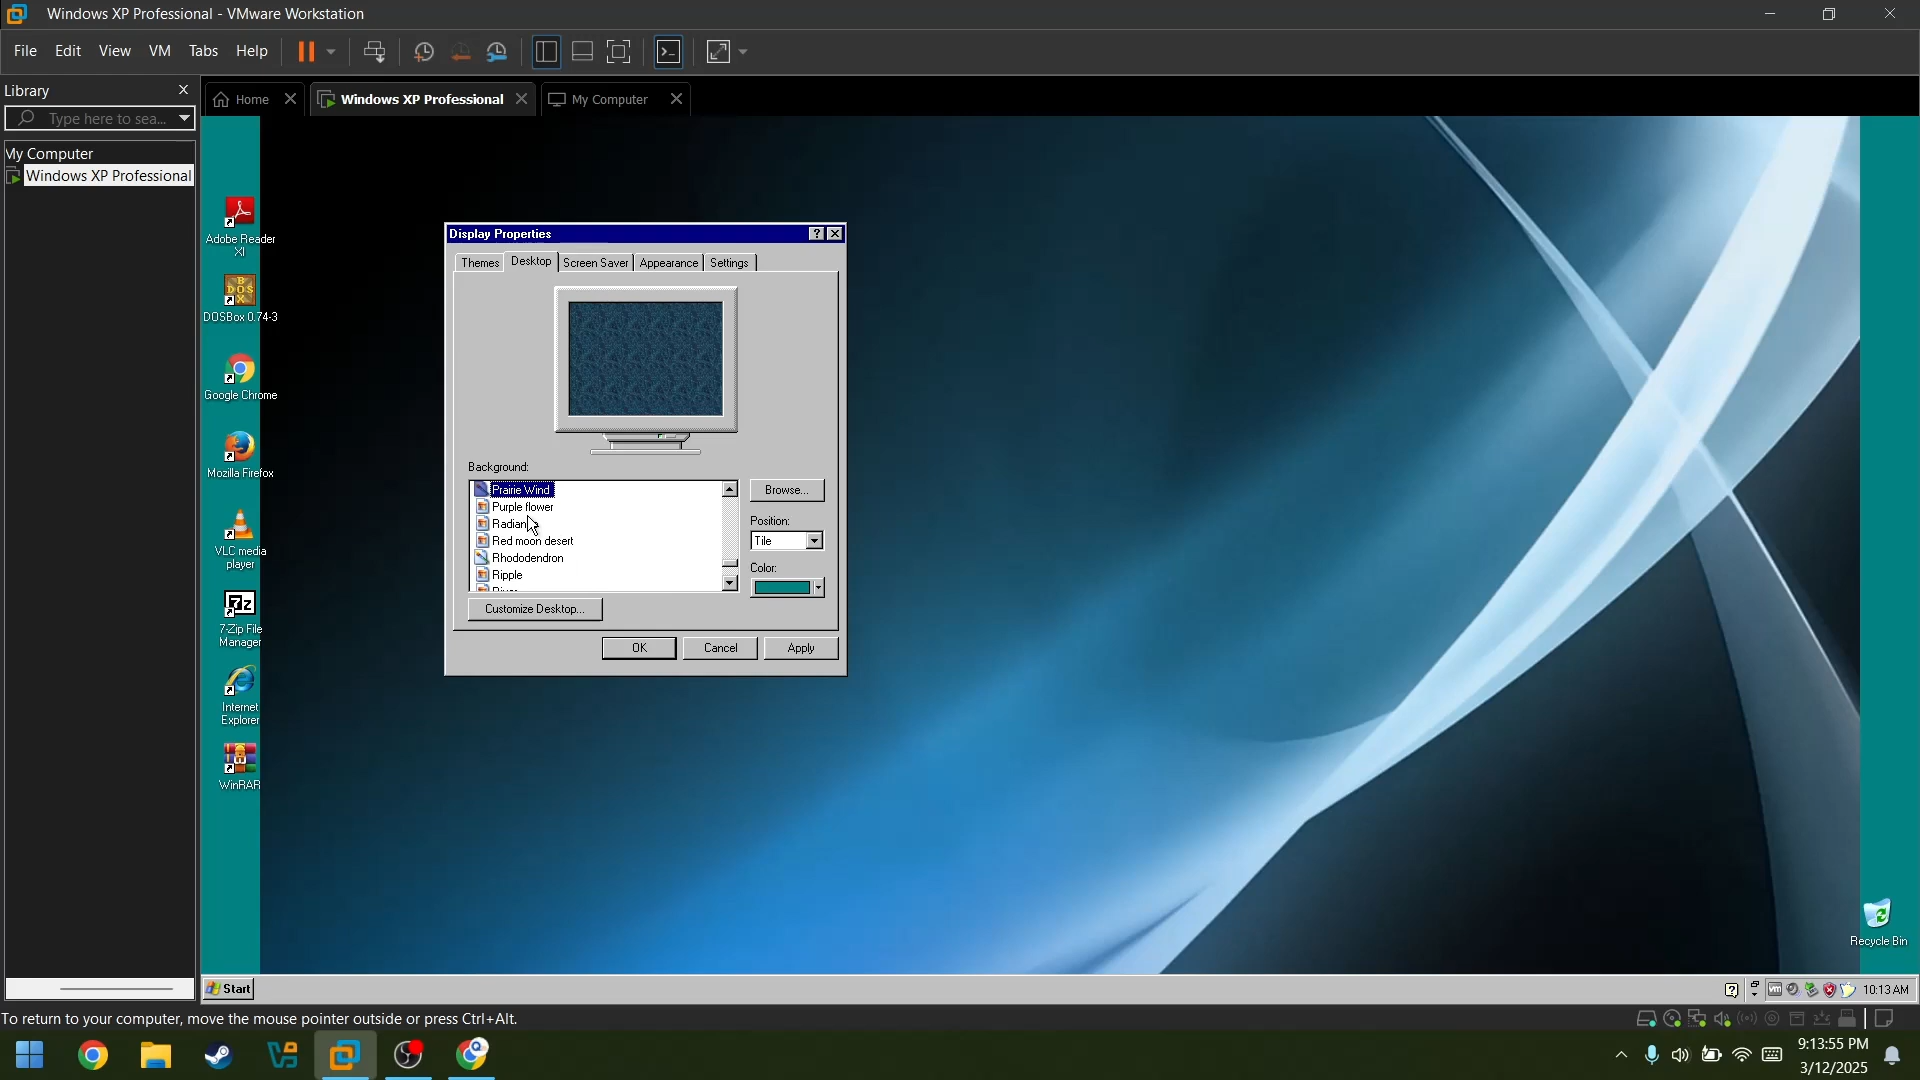 Windows XP Professional - VMware Workstation
File Edit View VM Tabs Help
Library
Home
Windows XP Professional
My Computer
Type here to sea...
My Computer
Windows XP Professional
Adobe Reader
XI
DOSBox 0.74-3
Google Chrome
Mozilla Firefox
VLC media
player
7-Zip File
Manager
Internet
Explorer
WinRAR
Display Properties
Themes Desktop Screen Saver Appearance Settings
Background:
Prairie Wind
Purple flower
Red moon desert
Rhododendron
Ripple
Browse...
Position:
Tile
Color:
Customize Desktop...
OK Cancel Apply
Recycle Bin
Start
10:13 AM
To return to your computer, move the mouse pointer outside or press Ctrl+Alt.
9:13:55 PM
3/12/2025